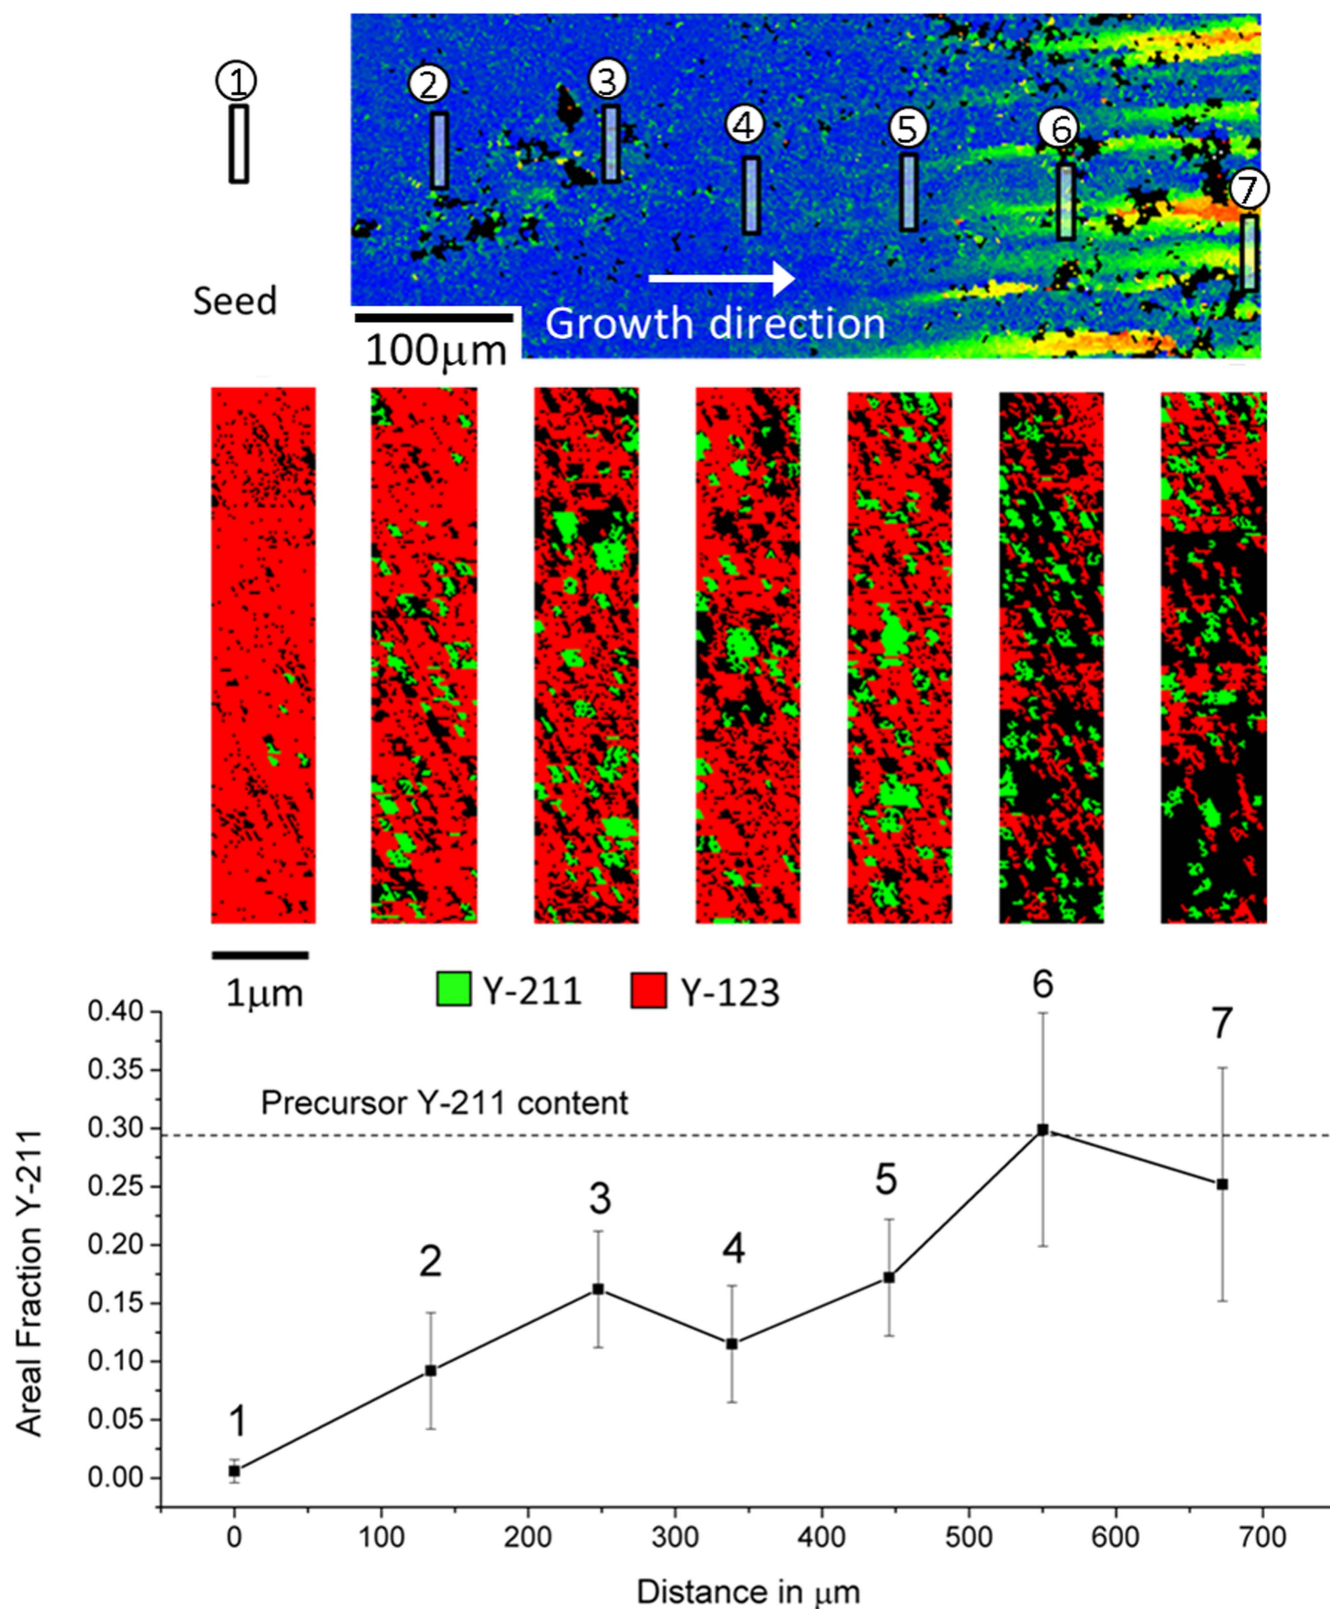 ①
②
③
④
⑤
⑥
⑦
Seed
Growth direction
100μm
1μm
Y-211
Y-123
Areal Fraction Y-211
0.40
0.35
0.30
0.25
0.20
0.15
0.10
0.05
0.00
Precursor Y-211 content
1
2
3
4
5
6
7
0 100 200 300 400 500 600 700
Distance in μm